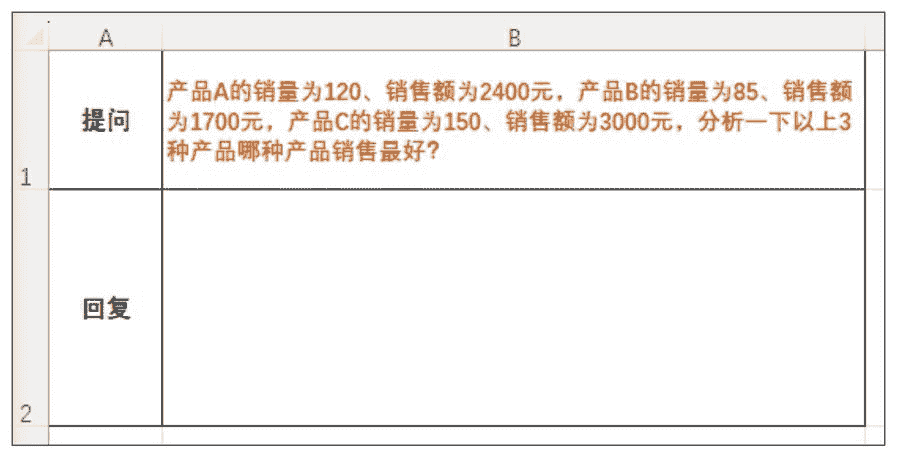 A B
提问 产品A的销量为120、销售额为2400元，产品B的销量为85、销售额
为1700元，产品C的销量为150、销售额为3000元，分析一下以上3
种产品哪种产品销售最好?
1
回复
2